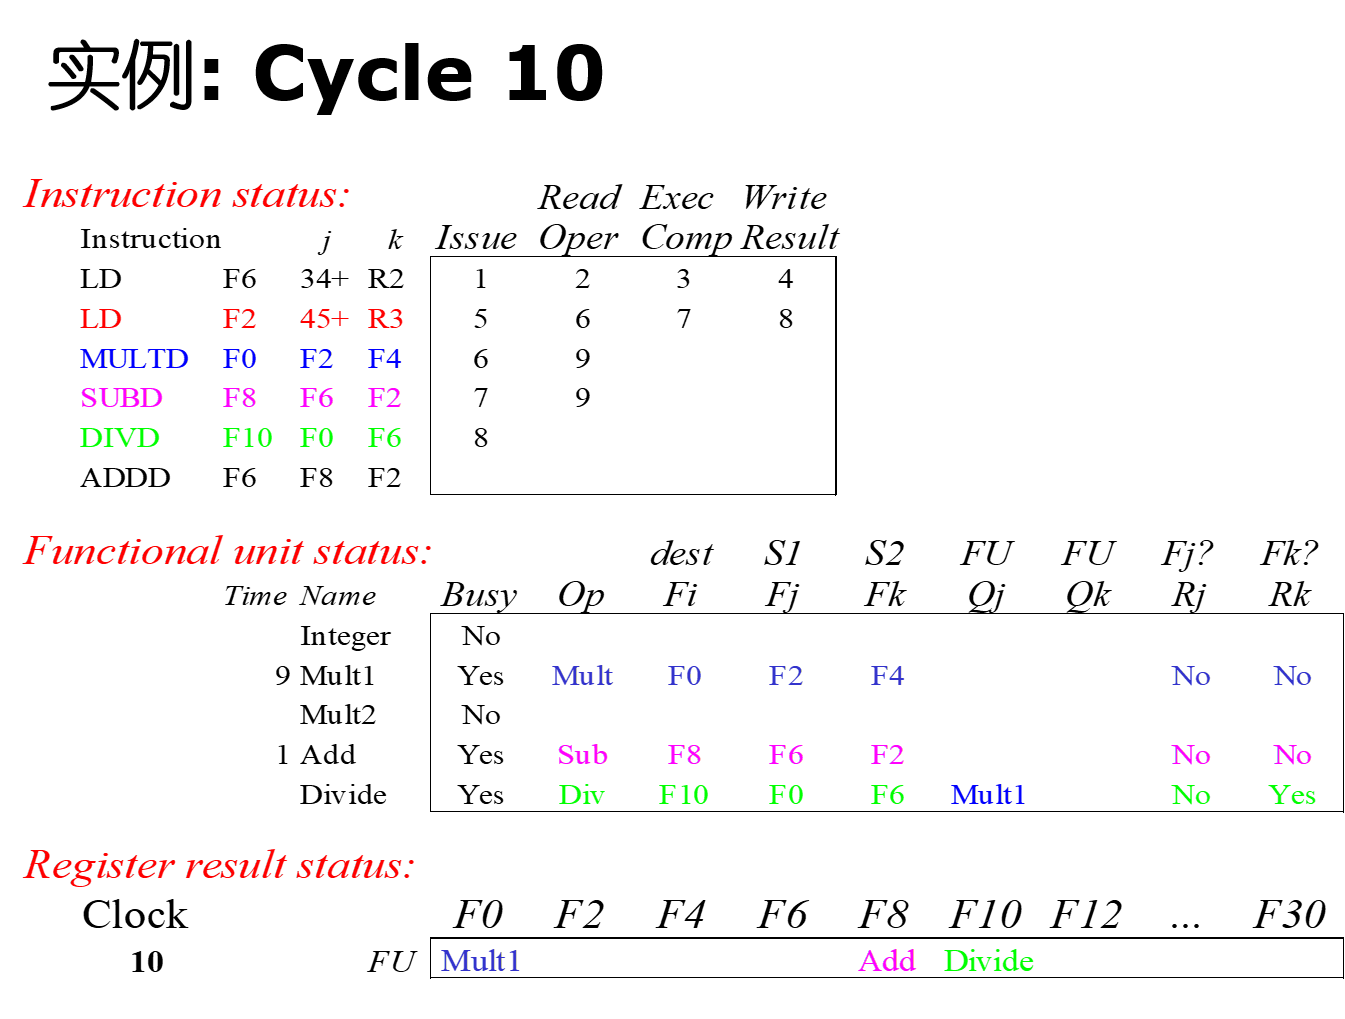 实例: Cycle 10
Instruction status:
Read Exec Write
Instruction j k Issue Oper Comp Result
LD F6 34+ R2 1 2 3 4
LD F2 45+ R3 5 6 7 8
MULTD F0 F2 F4 6 9
SUBD F8 F6 F2 7 9
DIVD F10 F0 F6 8
ADDD F6 F8 F2
Functional unit status:
dest S1 S2 FU FU Fj? Fk?
Time Name Busy Op Fi Fj Fk Qj Qk Rj Rk
Integer No
9 Mult1 Yes Mult F0 F2 F4 No No
Mult2 No
1 Add Yes Sub F8 F6 F2 No No
Divide Yes Div F10 F0 F6 Mult1 No Yes
Register result status:
Clock F0 F2 F4 F6 F8 F10 F12 ... F30
10 FU Mult1 Add Divide